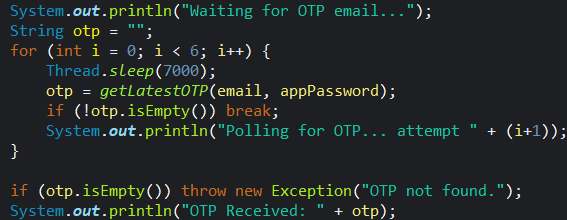 System.out.println("Waiting for OTP email...");
String otp = "";
for (int i = 0; i < 6; i++) {
    Thread.sleep(7000);
    otp = getLatestOTP(email, appPassword);
    if (!otp.isEmpty()) break;
    System.out.println("Polling for OTP... attempt " + (i+1));
}

if (otp.isEmpty()) throw new Exception("OTP not found.");
System.out.println("OTP Received: " + otp);